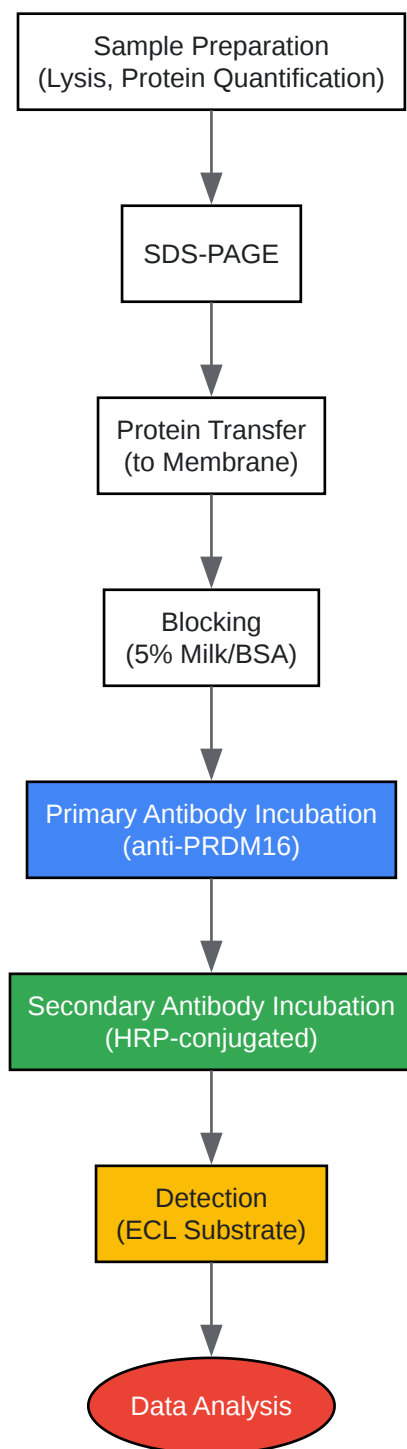 Sample Preparation
(Lysis, Protein Quantification)
SDS-PAGE
Protein Transfer
(to Membrane)
Blocking
(5% Milk/BSA)
Primary Antibody Incubation
(anti-PRDM16)
Secondary Antibody Incubation
(HRP-conjugated)
Detection
(ECL Substrate)
Data Analysis